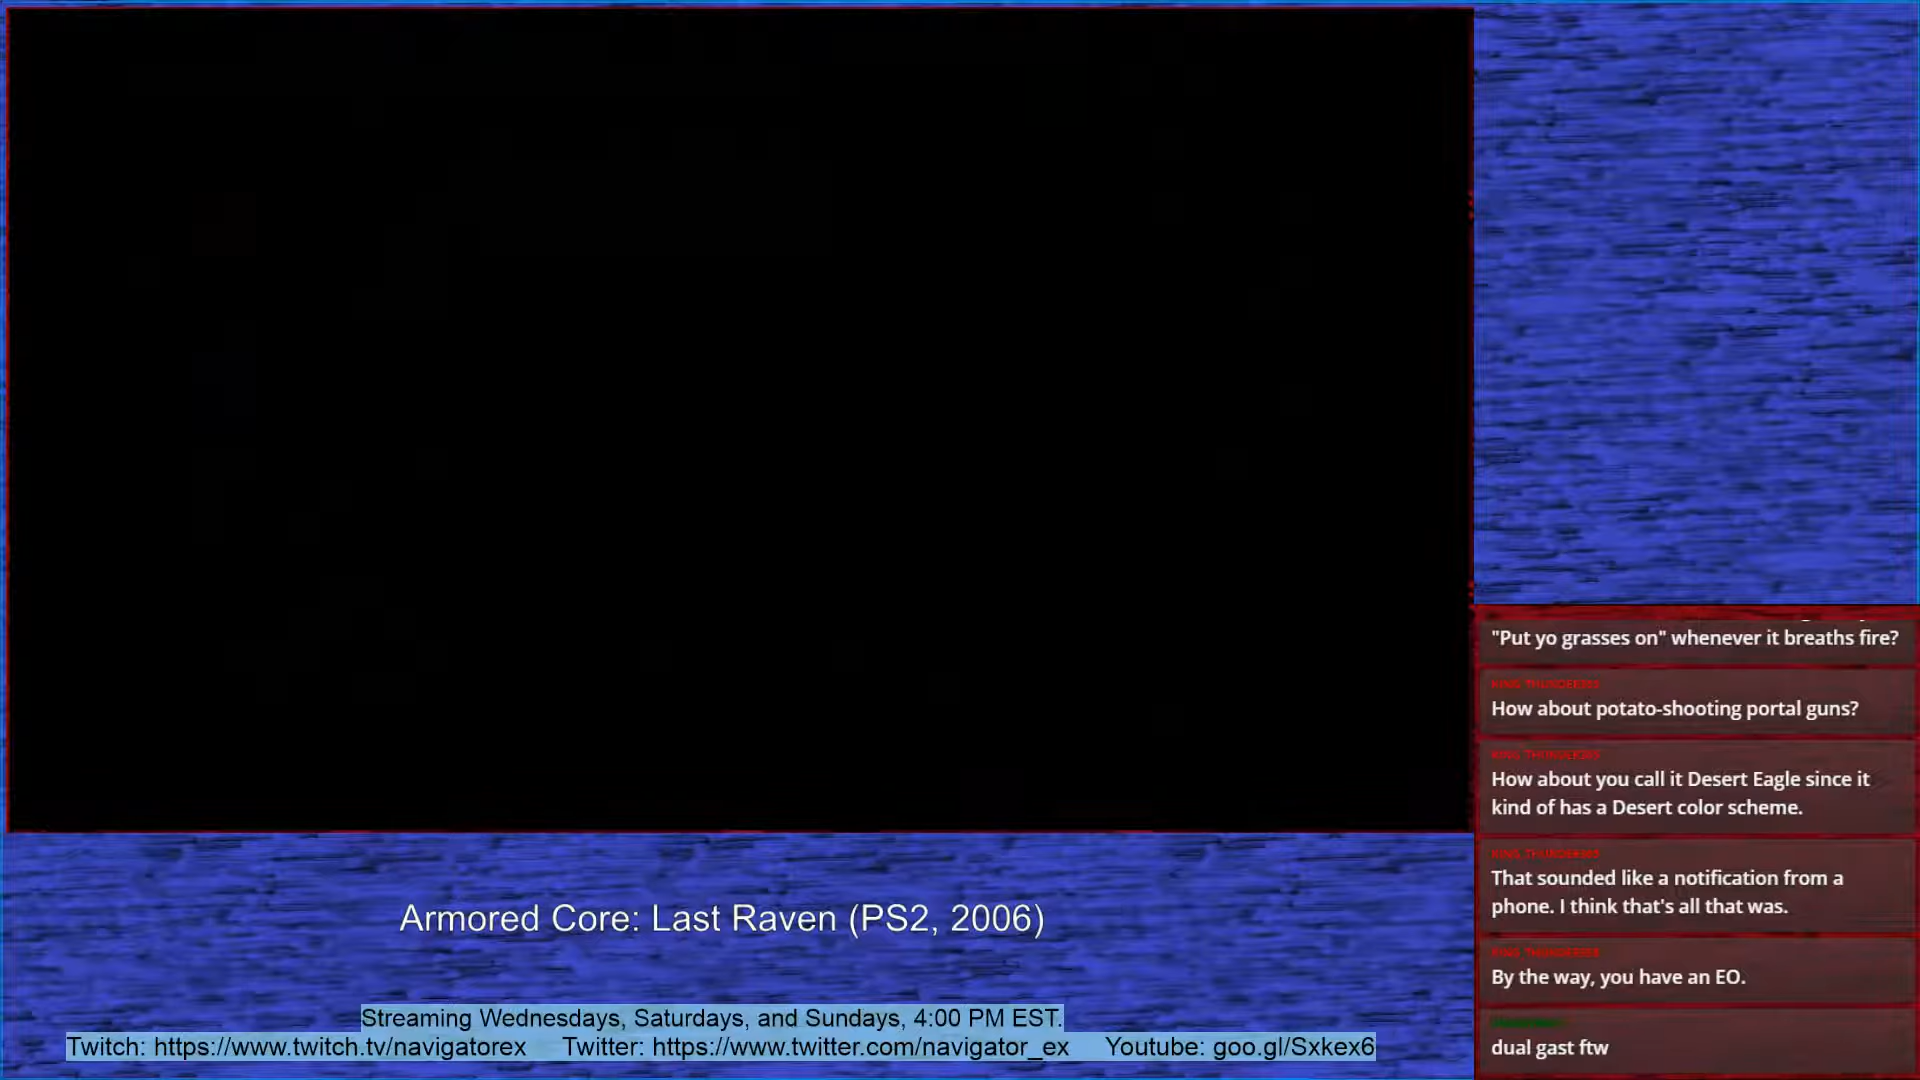 "Put yo grasses on" whenever it breaths fire?
KING_THUNDER305
How about potato-shooting portal guns?
KING_THUNDER305
How about you call it Desert Eagle since it
kind of has a Desert color scheme.
KING_THUNDER305
That sounded like a notification from a
phone. I think that's all that was.
KING_THUNDER305
By the way, you have an EO.
dual gast ftw
Armored Core: Last Raven (PS2, 2006)
Streaming Wednesdays, Saturdays, and Sundays, 4:00 PM EST.
Twitch: https://www.twitch.tv/navigatorex Twitter: https://www.twitter.com/navigator_ex Youtube: goo.gl/Sxkex6